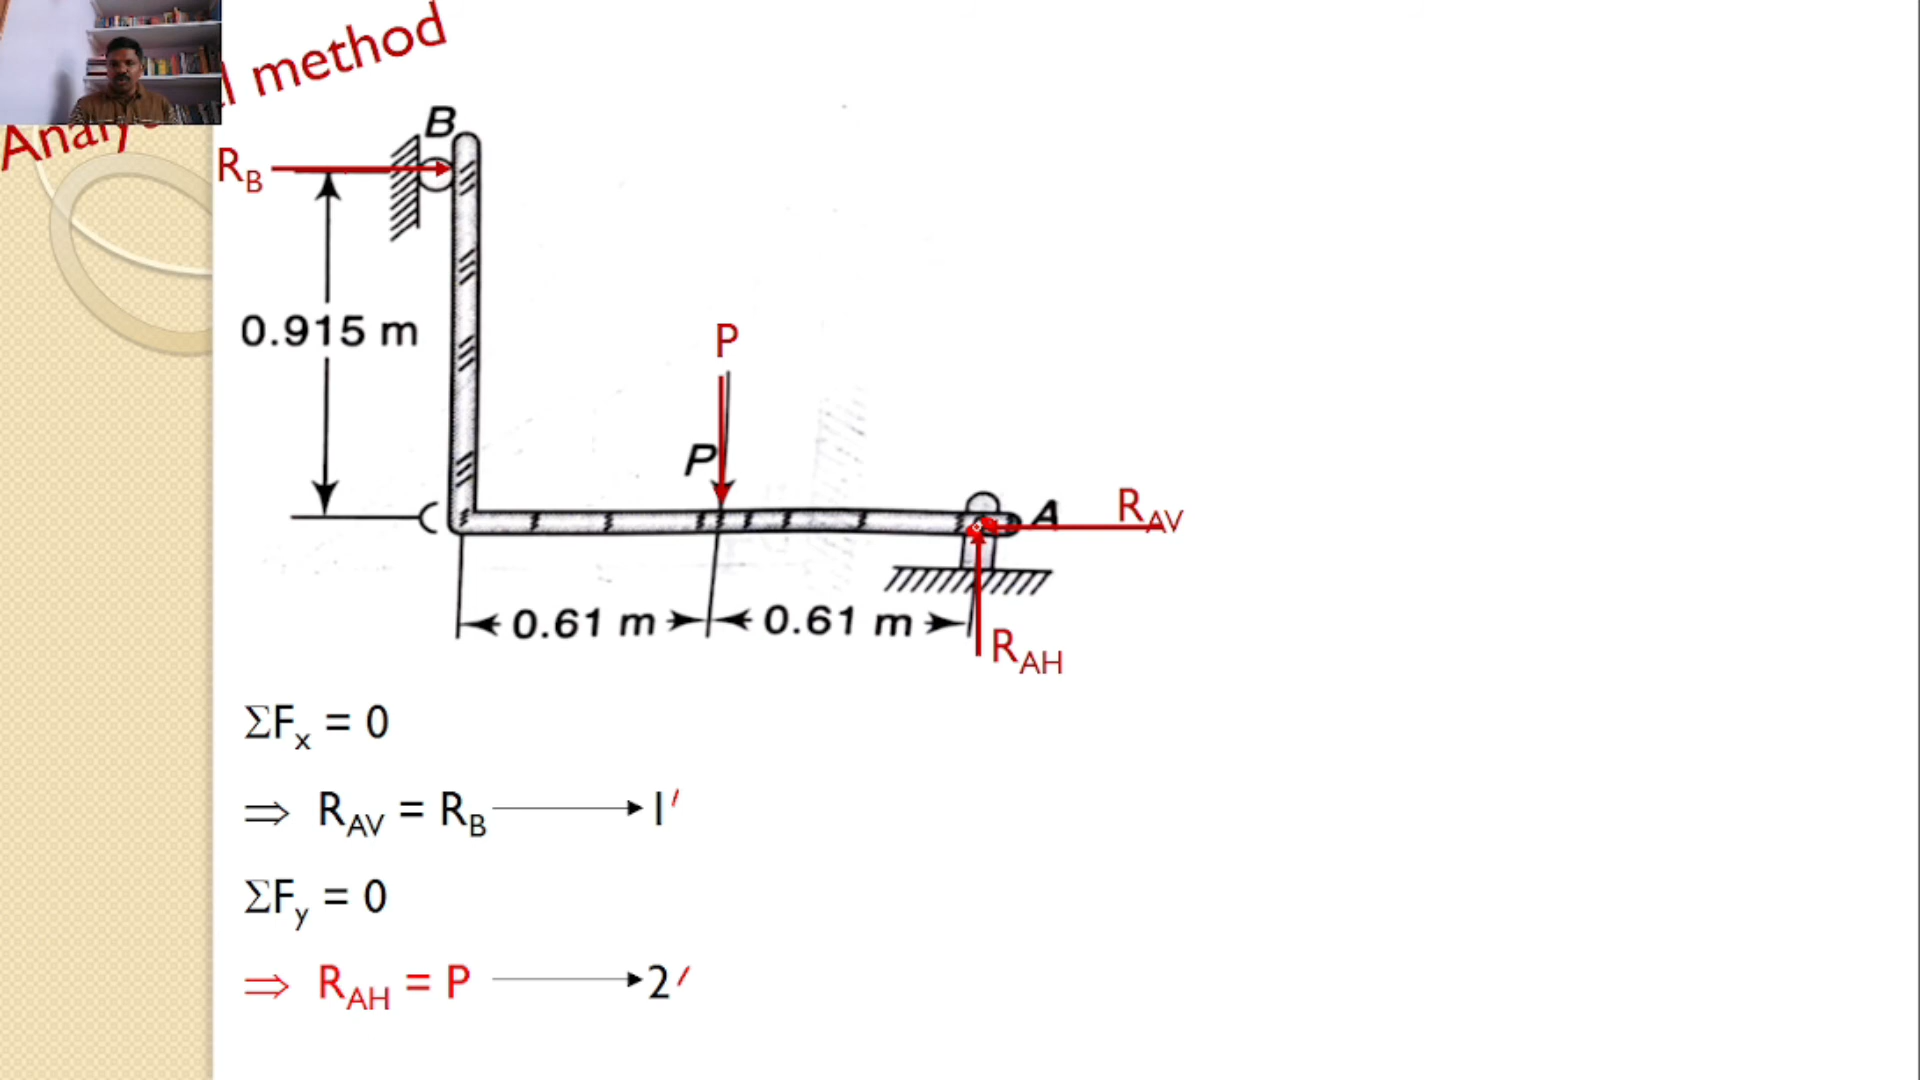 method
B
R_B
0.915 m
P
P
A
R_AV
C
0.61 m
0.61 m
R_AH
ΣF_x = 0
⇒ R_AV = R_B → 1′
ΣF_y = 0
⇒ R_AH = P → 2′